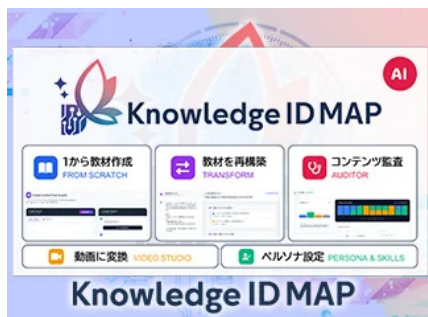 AI
Knowledge ID MAP
1から教材作成
FROM SCRATCH
教材を再構築
TRANSFORM
コンテンツ監査
AUDITOR
動画に変換 VIDEO STUDIO
ペルソナ設定 PERSONA & SKILLS
Knowledge ID MAP